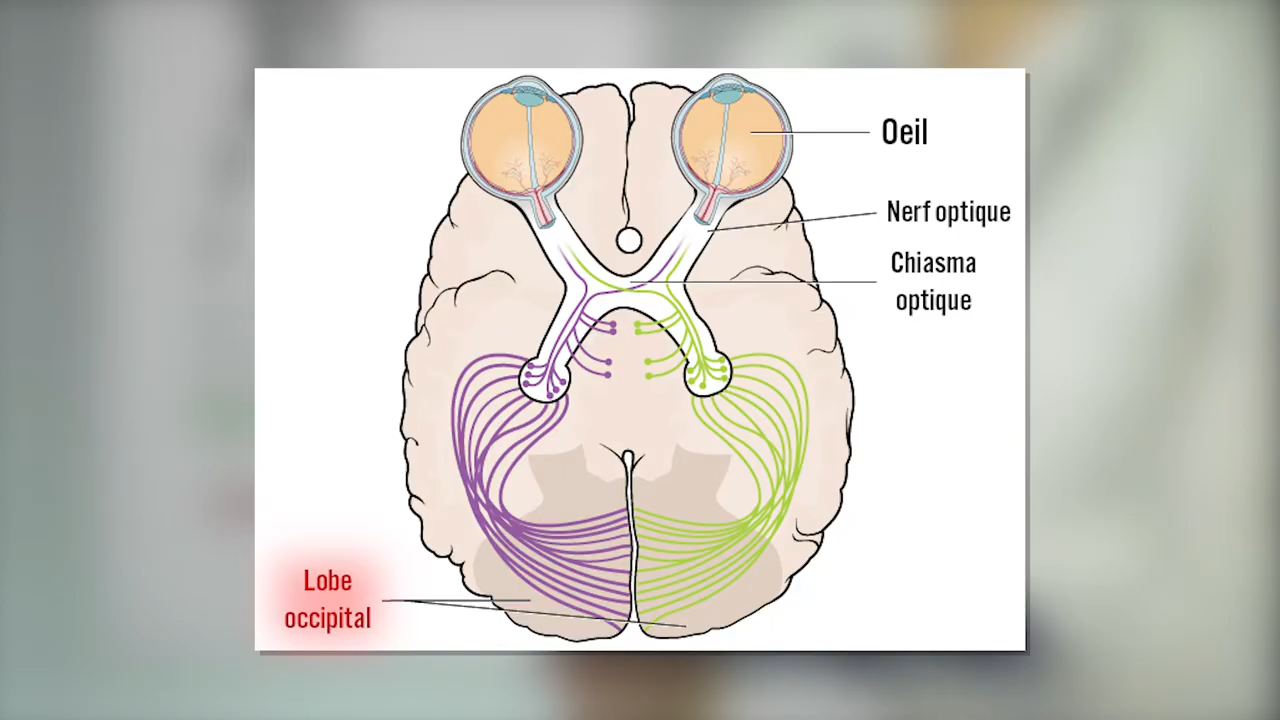 Oeil
Nerf optique
Chiasma
optique
Lobe
occipital